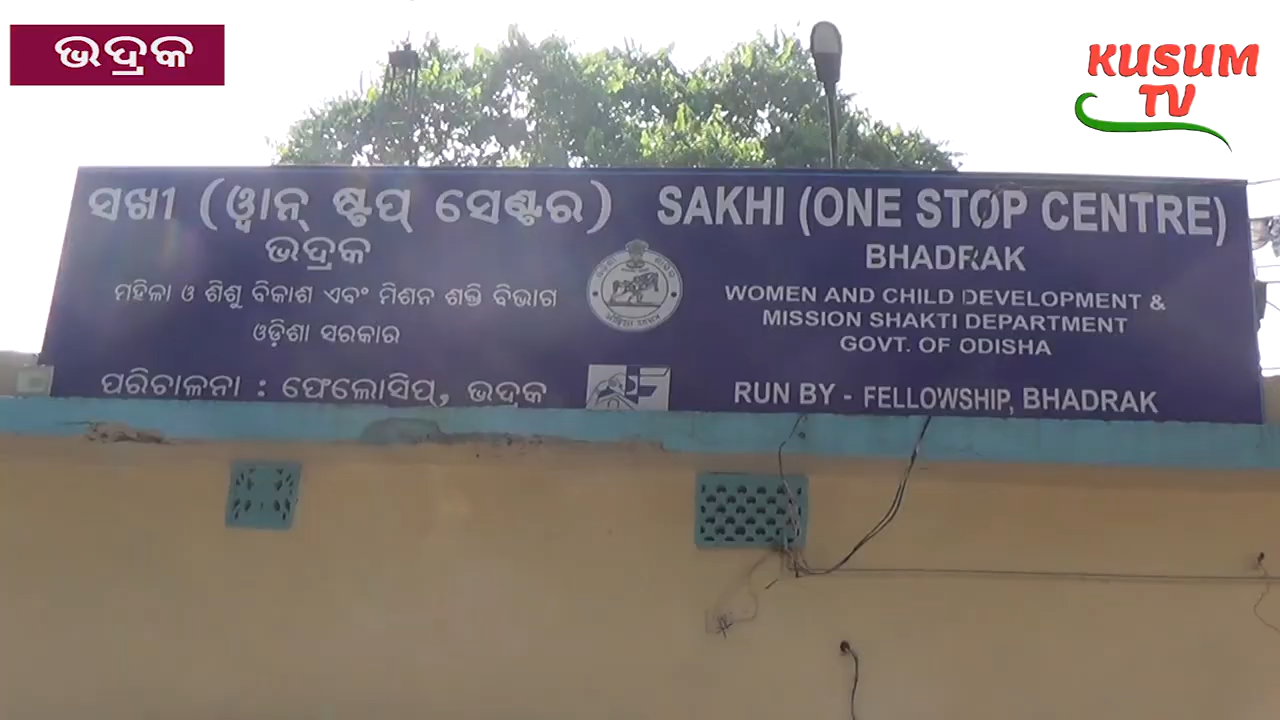 ଭଦ୍ରକ
KUSUM
TV
ସଖୀ (ୱାନ୍ ଷ୍ଟପ୍ ସେଣ୍ଟର)
ଭଦ୍ରକ
ମହିଳା ଓ ଶିଶୁ ବିକାଶ ଏବଂ ମିଶନ ଶକ୍ତି ବିଭାଗ
ଓଡ଼ିଶା ସରକାର
ପରିଚାଳନା : ଫେଲୋସିପ୍, ଭଦ୍ରକ
SAKHI (ONE STOP CENTRE)
BHADRAK
WOMEN AND CHILD DEVELOPMENT &
MISSION SHAKTI DEPARTMENT
GOVT. OF ODISHA
RUN BY - FELLOWSHIP, BHADRAK